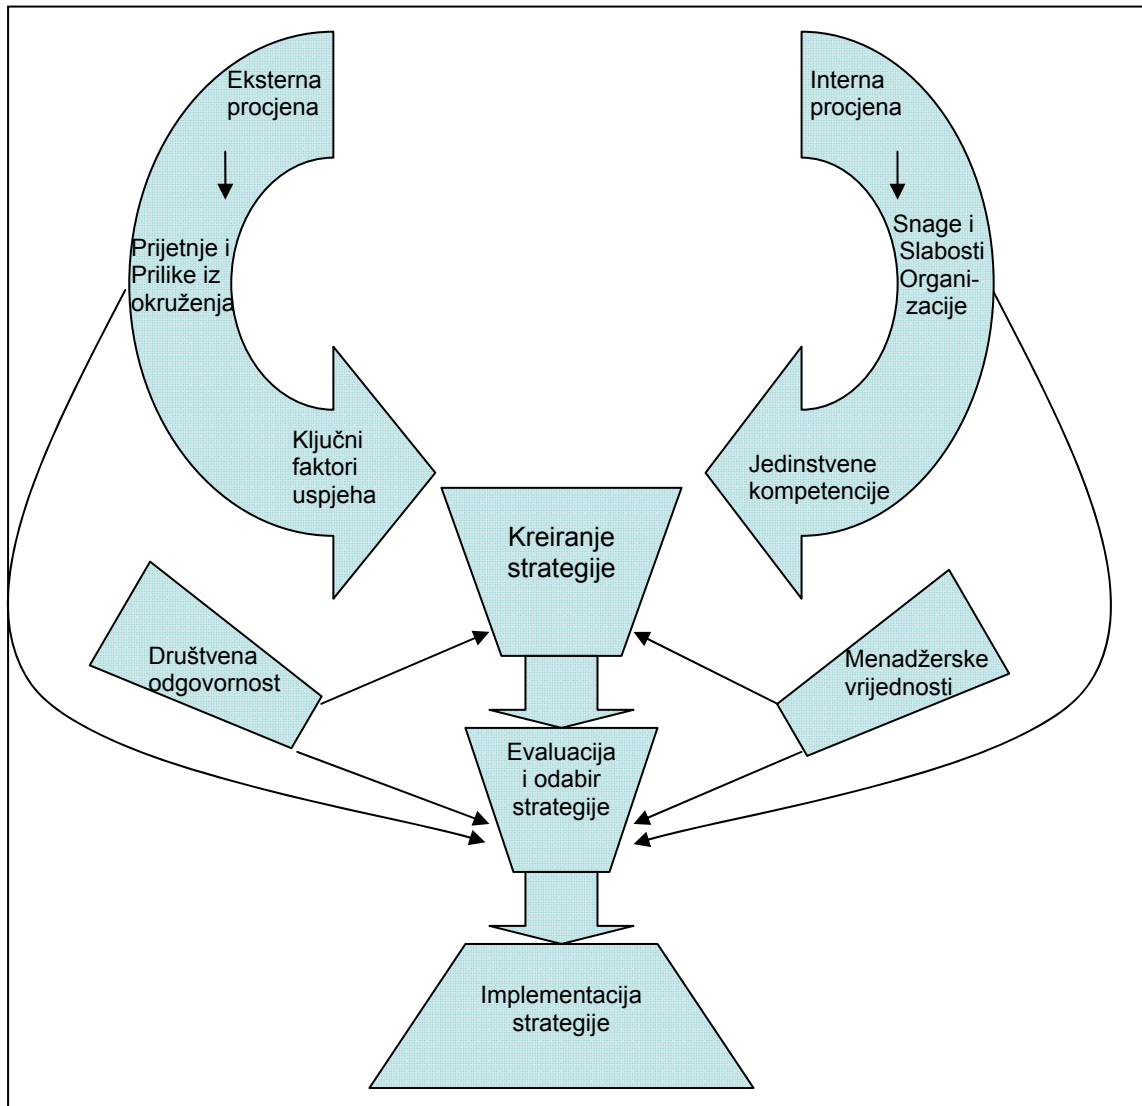 Eksterna
procjena
Prijetnje i
Prilike iz
okruženja
Ključni
faktori
uspjeha
Interna
procjena
Snage i
Slabosti
Organi-
zacije
Jedinstvene
kompetencije
Kreiranje
strategije
Društvena
odgovornost
Menadžerske
vrijednosti
Evaluacija
i odabir
strategije
Implementacija
strategije